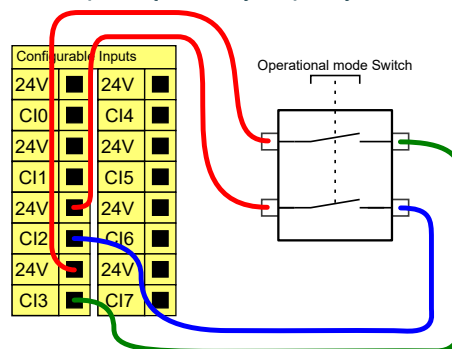 Configurable Inputs
24V 24V
CI0 CI4
24V 24V
CI1 CI5
24V 24V
CI2 CI6
24V 24V
CI3 CI7
Operational mode Switch